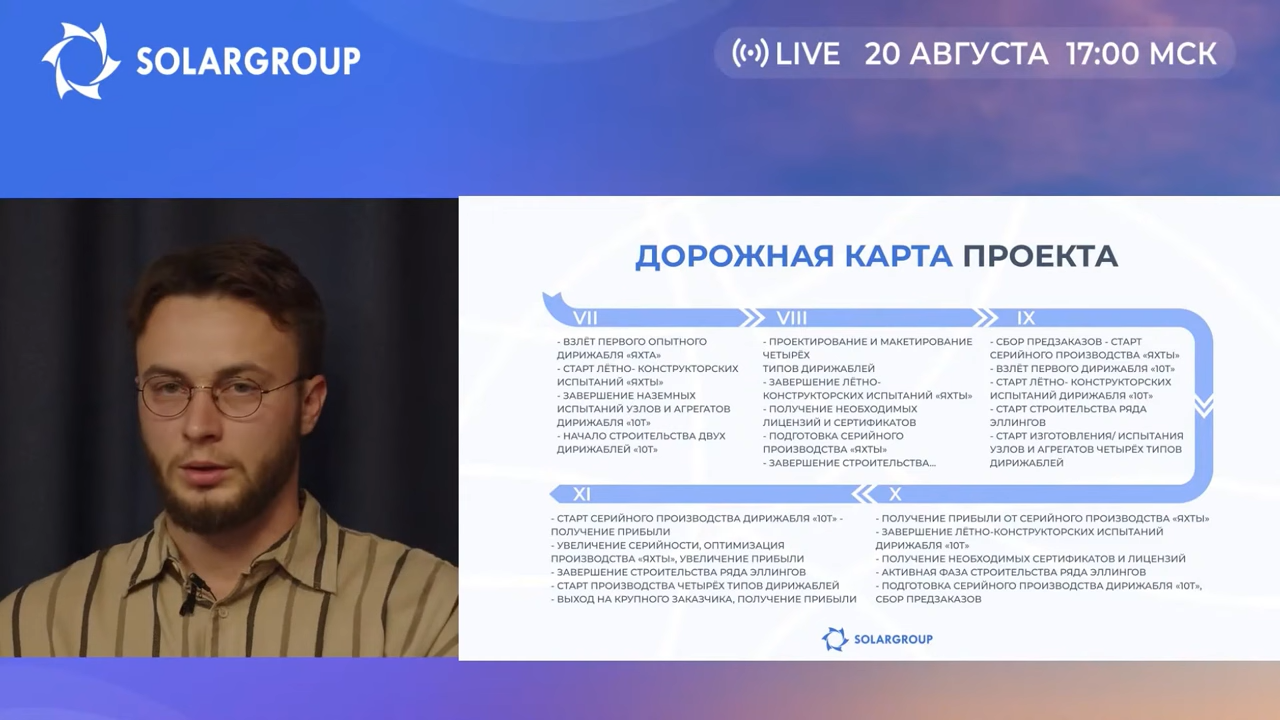 SOLARGROUP
LIVE 20 АВГУСТА 17:00 МСК
ДОРОЖНАЯ КАРТА ПРОЕКТА
VII
- ВЗЛЁТ ПЕРВОГО ОПЫТНОГО
ДИРИЖАБЛЯ «ЯХТА»
- СТАРТ ЛЁТНО- КОНСТРУКТОРСКИХ
ИСПЫТАНИЙ «ЯХТЫ»
- ЗАВЕРШЕНИЕ НАЗЕМНЫХ
ИСПЫТАНИЙ УЗЛОВ И АГРЕГАТОВ
ДИРИЖАБЛЯ «10Т»
- НАЧАЛО СТРОИТЕЛЬСТВА ДВУХ
ДИРИЖАБЛЕЙ «10Т»
VIII
- ПРОЕКТИРОВАНИЕ И МАКЕТИРОВАНИЕ
ЧЕТЫРЁХ
ТИПОВ ДИРИЖАБЛЕЙ
- ЗАВЕРШЕНИЕ ЛЁТНО-
КОНСТРУКТОРСКИХ ИСПЫТАНИЙ «ЯХТЫ»
- ПОЛУЧЕНИЕ НЕОБХОДИМЫХ
ЛИЦЕНЗИЙ И СЕРТИФИКАТОВ
- ПОДГОТОВКА СЕРИЙНОГО
ПРОИЗВОДСТВА «ЯХТЫ»
- ЗАВЕРШЕНИЕ СТРОИТЕЛЬСТВА...
IX
- СБОР ПРЕДЗАКАЗОВ - СТАРТ
СЕРИЙНОГО ПРОИЗВОДСТВА «ЯХТЫ»
- ВЗЛЁТ ПЕРВОГО ДИРИЖАБЛЯ «10Т»
- СТАРТ ЛЁТНО- КОНСТРУКТОРСКИХ
ИСПЫТАНИЙ ДИРИЖАБЛЯ «10Т»
- СТАРТ СТРОИТЕЛЬСТВА РЯДА
ЭЛЛИНГОВ
- СТАРТ ИЗГОТОВЛЕНИЯ/ ИСПЫТАНИЯ
УЗЛОВ И АГРЕГАТОВ ЧЕТЫРЁХ ТИПОВ
ДИРИЖАБЛЕЙ
X
- ПОЛУЧЕНИЕ ПРИБЫЛИ ОТ СЕРИЙНОГО ПРОИЗВОДСТВА «ЯХТЫ»
- ЗАВЕРШЕНИЕ ЛЁТНО-КОНСТРУКТОРСКИХ ИСПЫТАНИЙ
ДИРИЖАБЛЯ «10Т»
- ПОЛУЧЕНИЕ НЕОБХОДИМЫХ СЕРТИФИКАТОВ И ЛИЦЕНЗИЙ
- АКТИВНАЯ ФАЗА СТРОИТЕЛЬСТВА РЯДА ЭЛЛИНГОВ
- ПОДГОТОВКА СЕРИЙНОГО ПРОИЗВОДСТВА ДИРИЖАБЛЯ «10Т»,
СБОР ПРЕДЗАКАЗОВ
XI
- СТАРТ СЕРИЙНОГО ПРОИЗВОДСТВА ДИРИЖАБЛЯ «10Т» -
ПОЛУЧЕНИЕ ПРИБЫЛИ
- УВЕЛИЧЕНИЕ СЕРИЙНОСТИ, ОПТИМИЗАЦИЯ
ПРОИЗВОДСТВА «ЯХТЫ», УВЕЛИЧЕНИЕ ПРИБЫЛИ
- ЗАВЕРШЕНИЕ СТРОИТЕЛЬСТВА РЯДА ЭЛЛИНГОВ
- СТАРТ ПРОИЗВОДСТВА ЧЕТЫРЁХ ТИПОВ ДИРИЖАБЛЕЙ
- ВЫХОД НА КРУПНОГО ЗАКАЗЧИКА, ПОЛУЧЕНИЕ ПРИБЫЛИ
SOLARGROUP